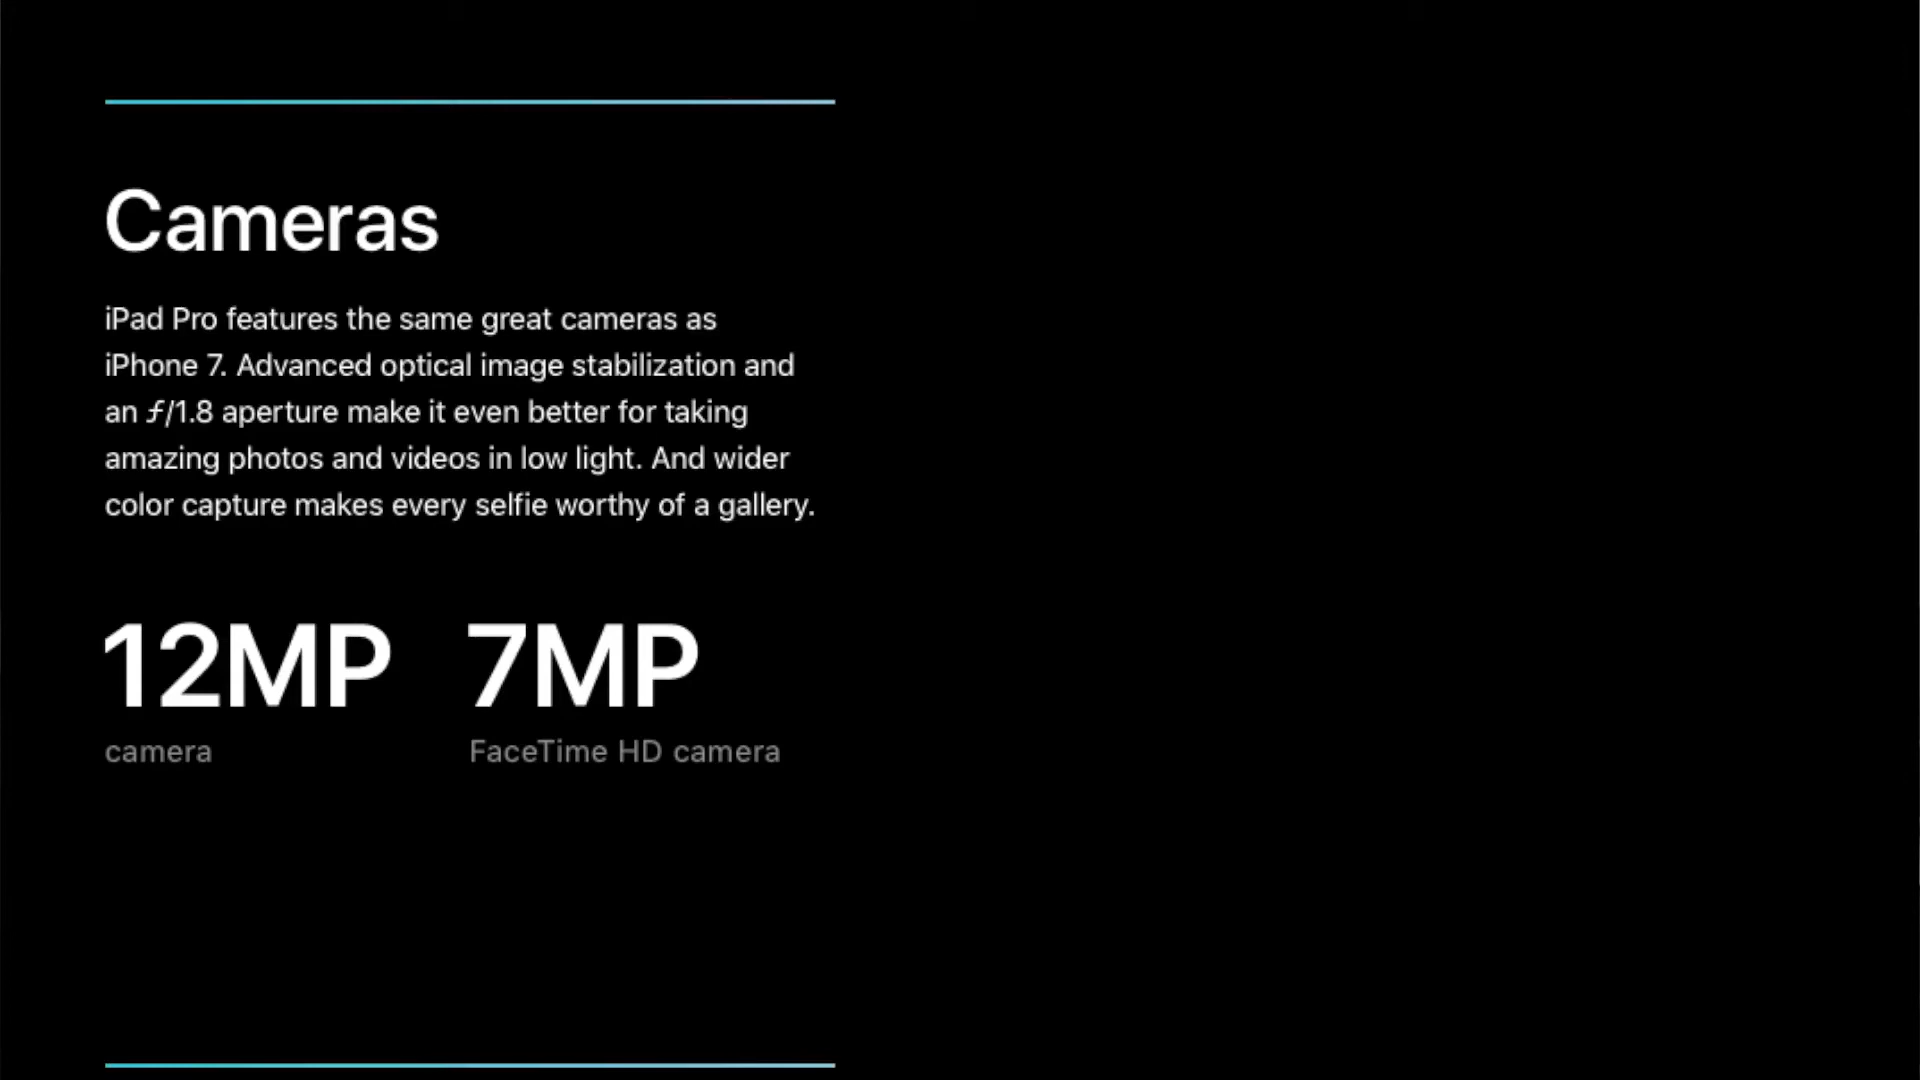 Cameras
iPad Pro features the same great cameras as
iPhone 7. Advanced optical image stabilization and
an ƒ/1.8 aperture make it even better for taking
amazing photos and videos in low light. And wider
color capture makes every selfie worthy of a gallery.
12MP 7MP
camera FaceTime HD camera